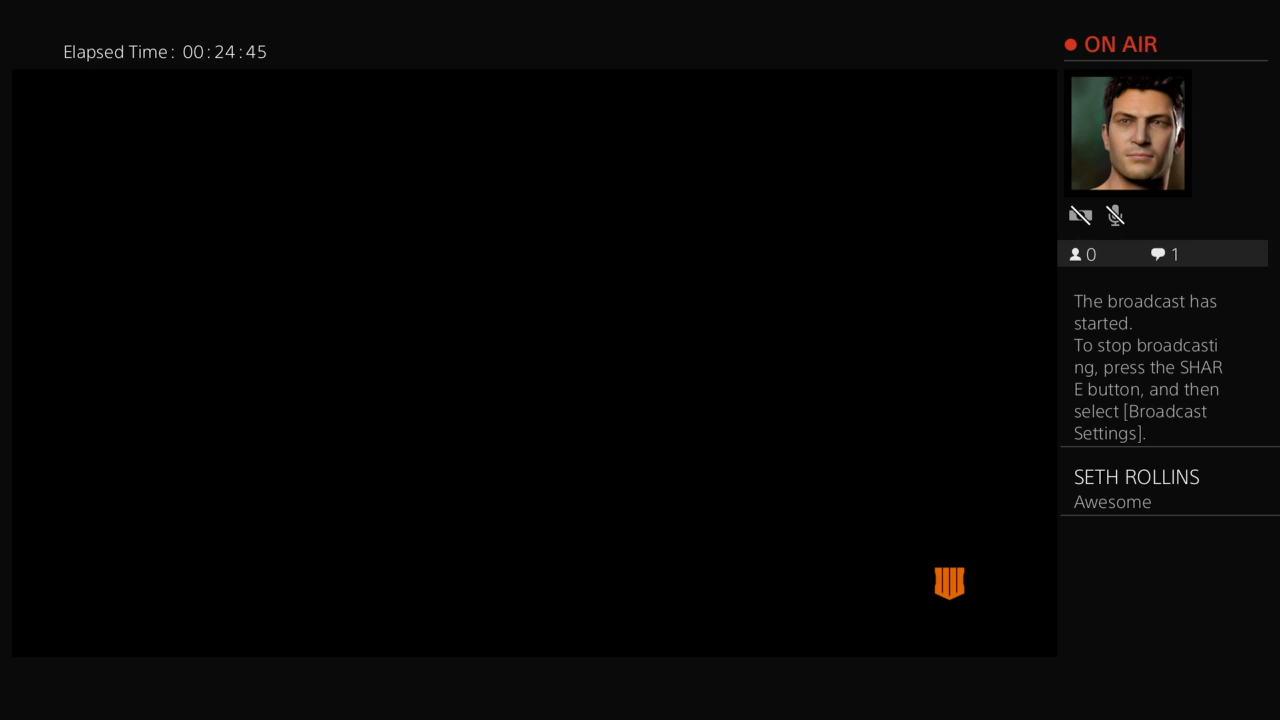 Elapsed Time: 00:24:45
ON AIR
0 1
The broadcast has
started.
To stop broadcasti
ng, press the SHAR
E button, and then
select [Broadcast
Settings].
SETH ROLLINS
Awesome